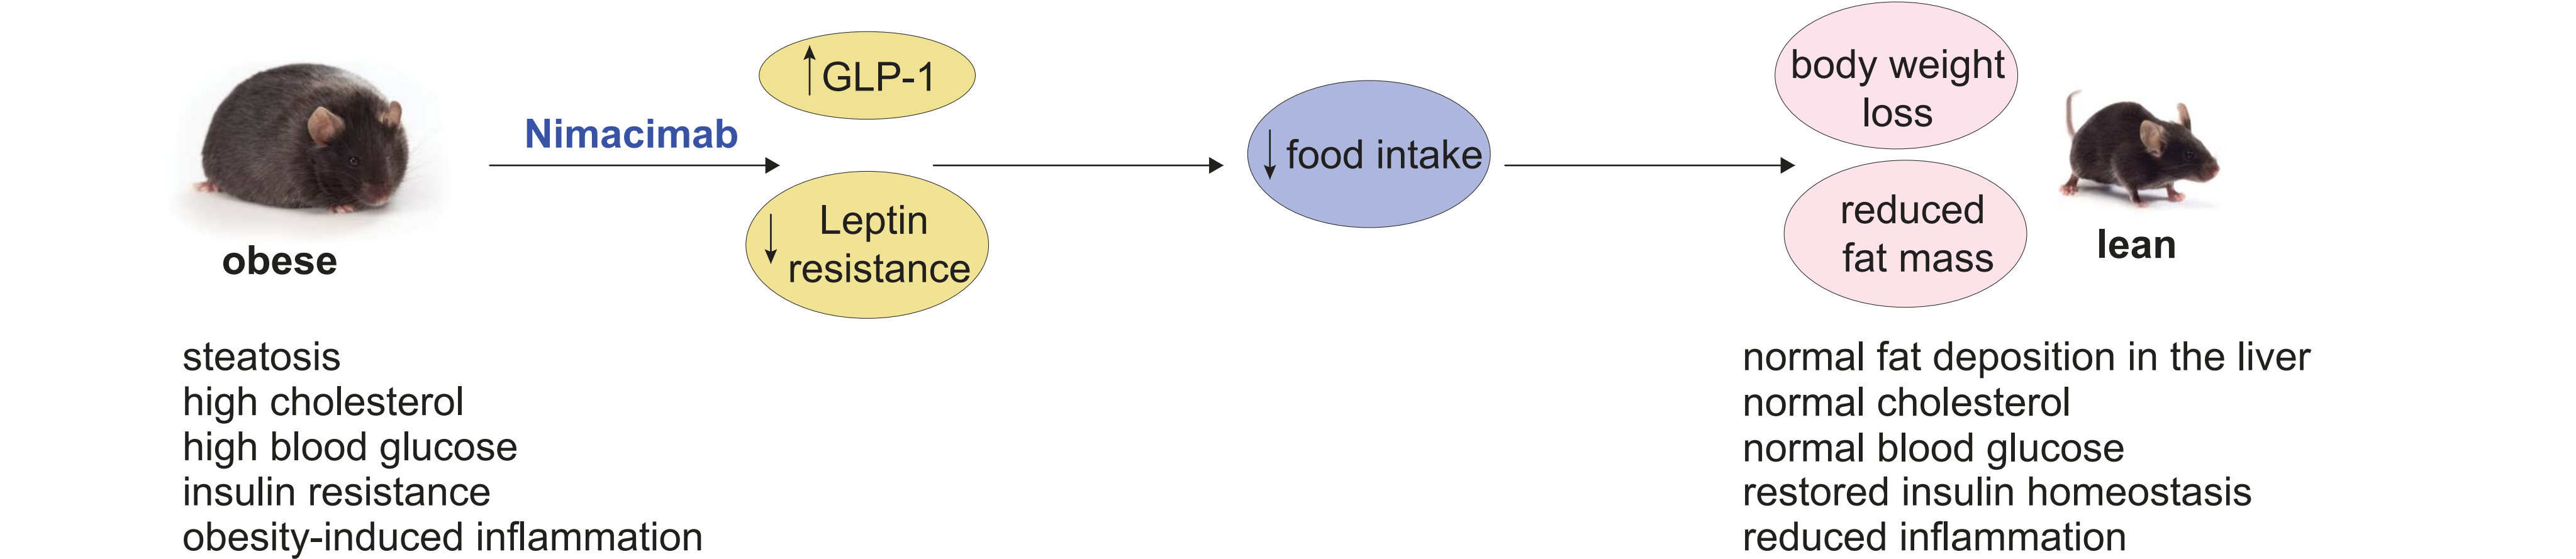 GLP-1
Nimacimab
Leptin
resistance
food intake
body weight
loss
reduced
fat mass
obese
lean
steatosis
high cholesterol
high blood glucose
insulin resistance
obesity-induced inflammation
normal fat deposition in the liver
normal cholesterol
normal blood glucose
restored insulin homeostasis
reduced inflammation